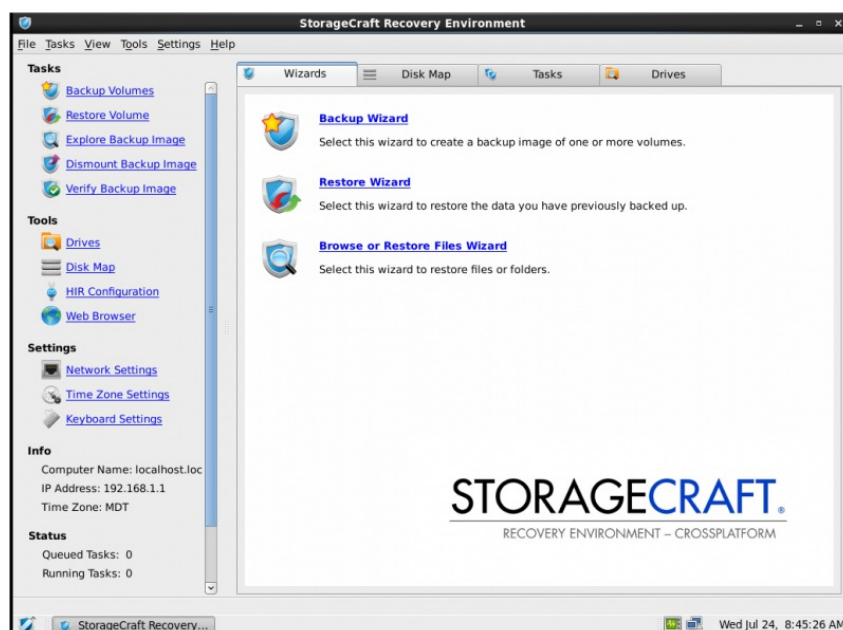 StorageCraft Recovery Environment
File Tasks View Tools Settings Help
Tasks
Backup Volumes
Restore Volume
Explore Backup Image
Dismount Backup Image
Verify Backup Image
Tools
Drives
Disk Map
HIR Configuration
Web Browser
Settings
Network Settings
Time Zone Settings
Keyboard Settings
Info
Computer Name: localhost.loc
IP Address: 192.168.1.1
Time Zone: MDT
Status
Queued Tasks: 0
Running Tasks: 0
Wizards Disk Map Tasks Drives
Backup Wizard
Select this wizard to create a backup image of one or more volumes.
Restore Wizard
Select this wizard to restore the data you have previously backed up.
Browse or Restore Files Wizard
Select this wizard to restore files or folders.
STORAGECRAFT®
RECOVERY ENVIRONMENT – CROSSPLATFORM
StorageCraft Recovery...
Wed Jul 24, 8:45:26 AM